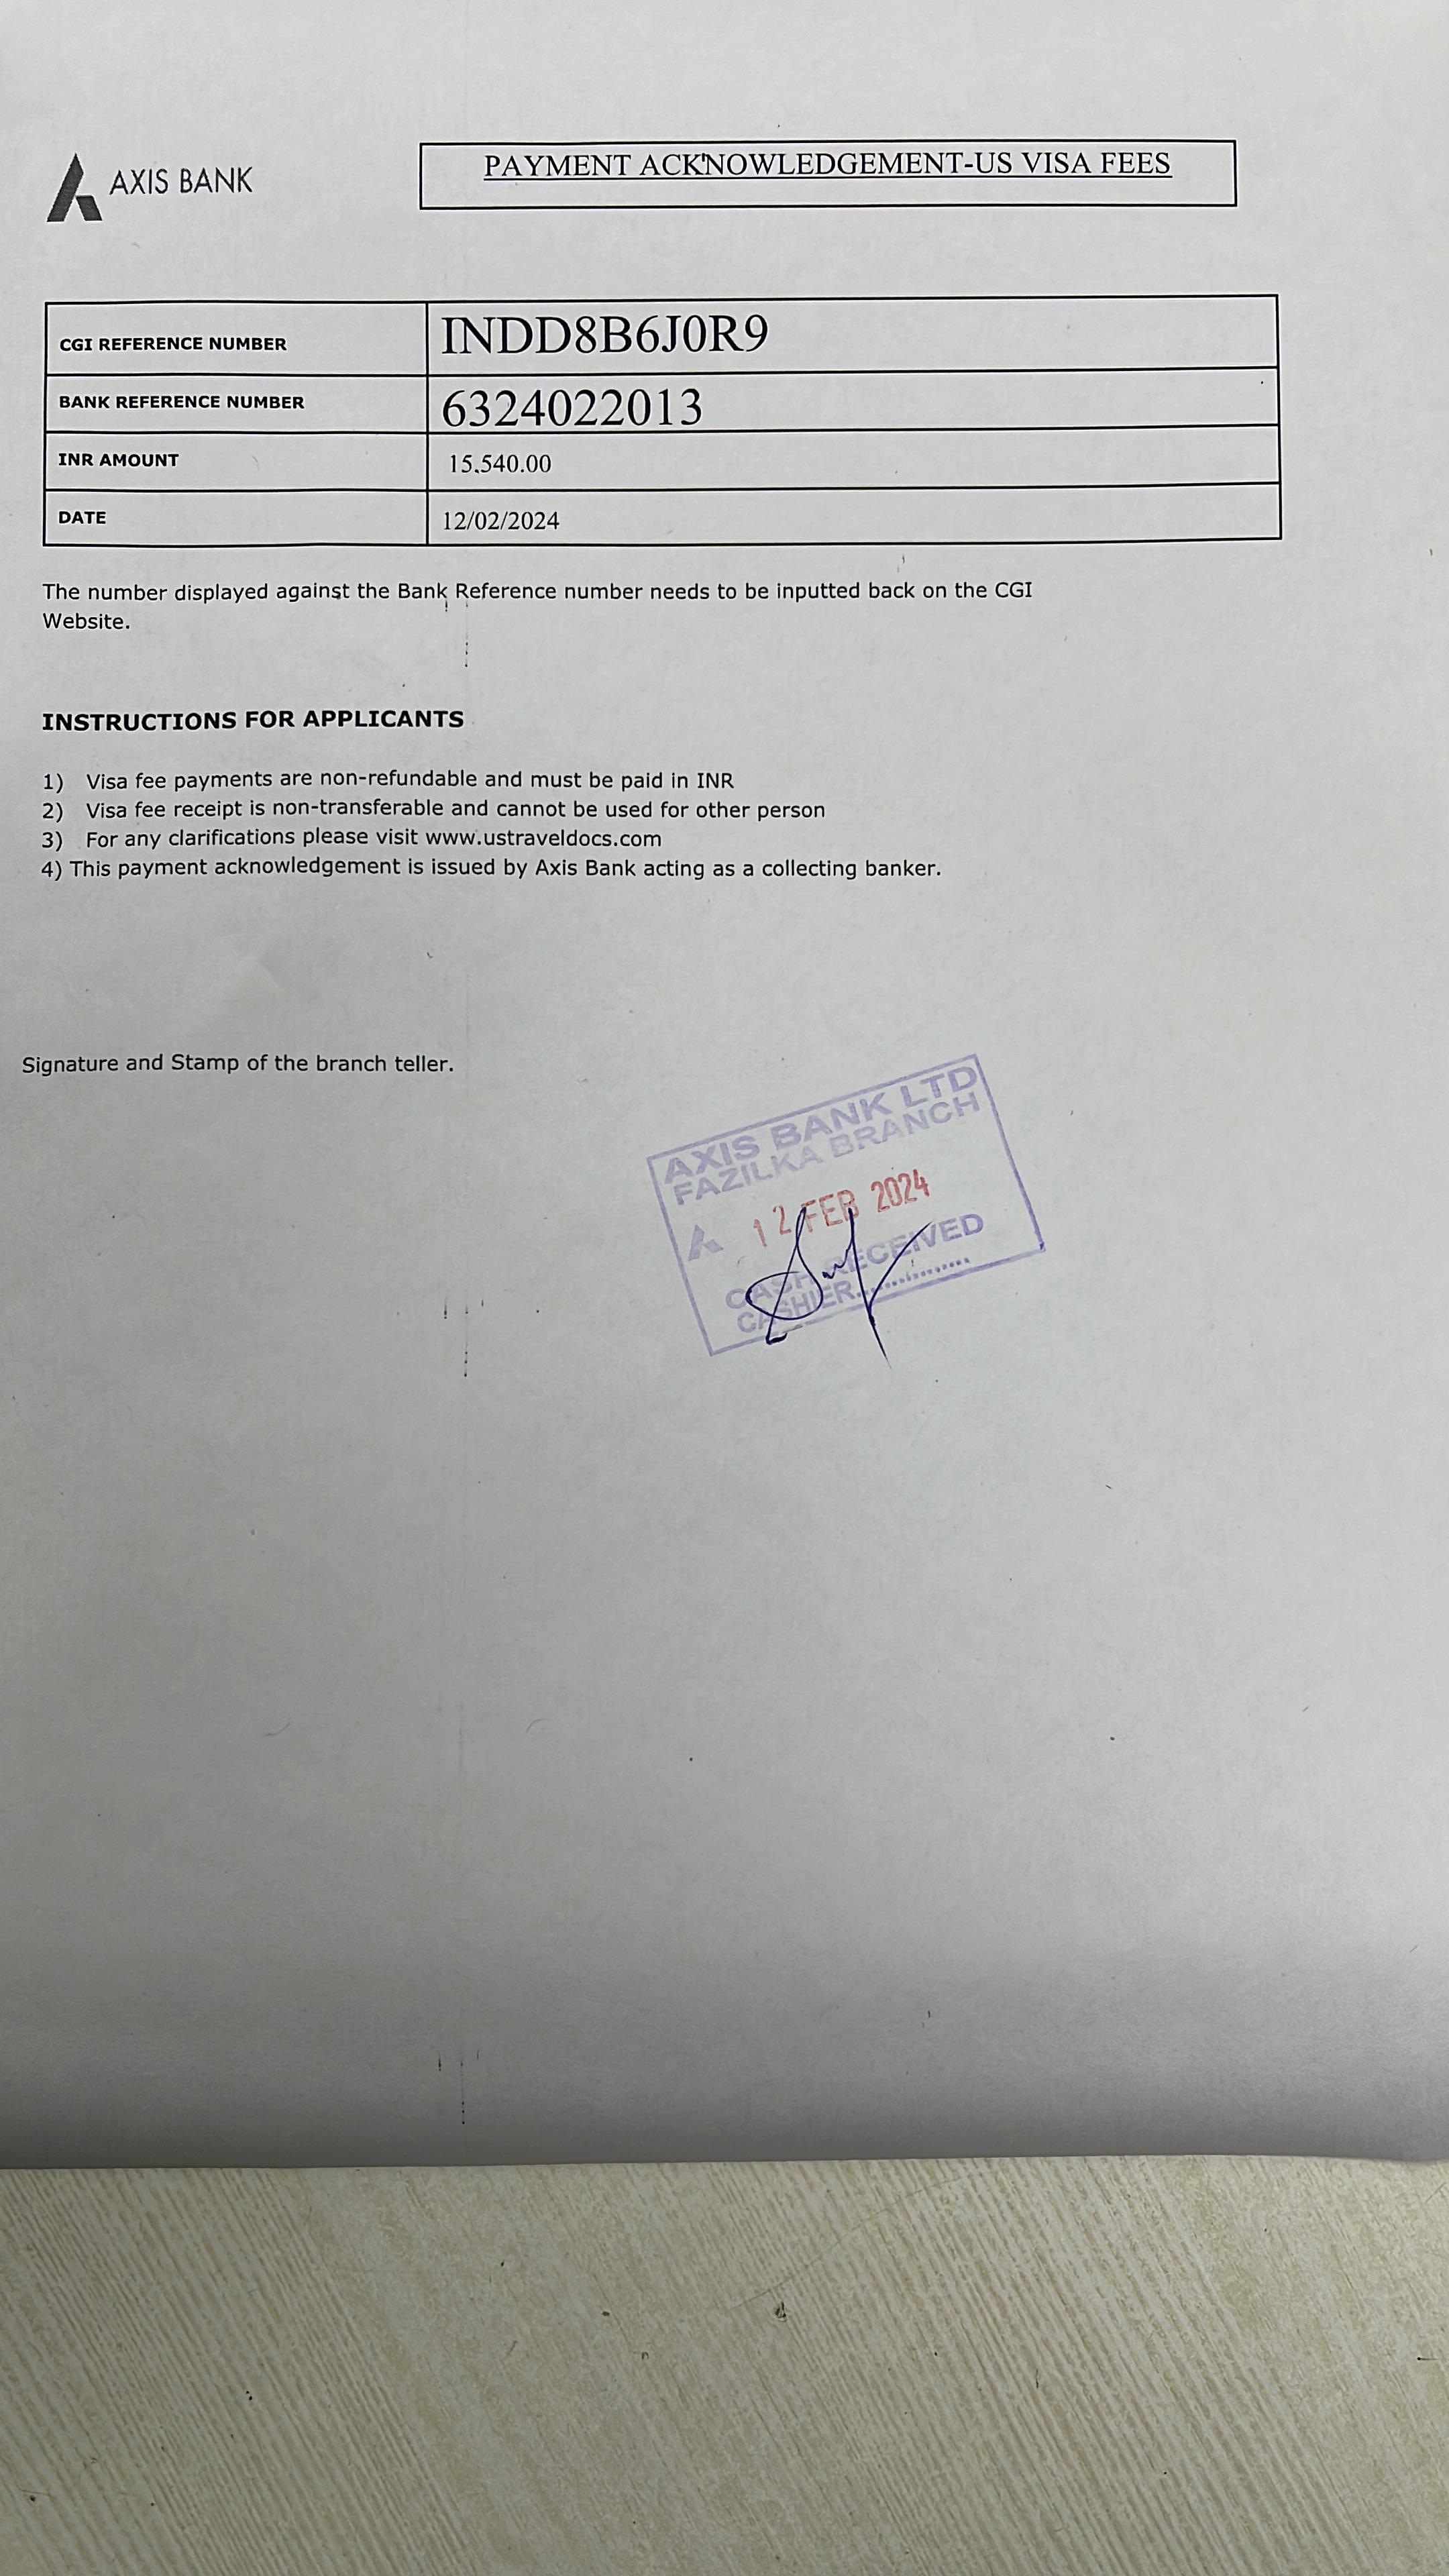 AXIS BANK
PAYMENT ACKNOWLEDGEMENT-US VISA FEES
CGI REFERENCE NUMBER INDD8B6J0R9
BANK REFERENCE NUMBER 6324022013
INR AMOUNT 15,540.00
DATE 12/02/2024
The number displayed against the Bank Reference number needs to be inputted back on the CGI
Website.
INSTRUCTIONS FOR APPLICANTS
1) Visa fee payments are non-refundable and must be paid in INR
2) Visa fee receipt is non-transferable and cannot be used for other person
3) For any clarifications please visit www.ustraveldocs.com
4) This payment acknowledgement is issued by Axis Bank acting as a collecting banker.
Signature and Stamp of the branch teller.
AXIS BANK LTD
FAZILKA BRANCH
12 FEB 2024
CASH RECEIVED
CASHIER................